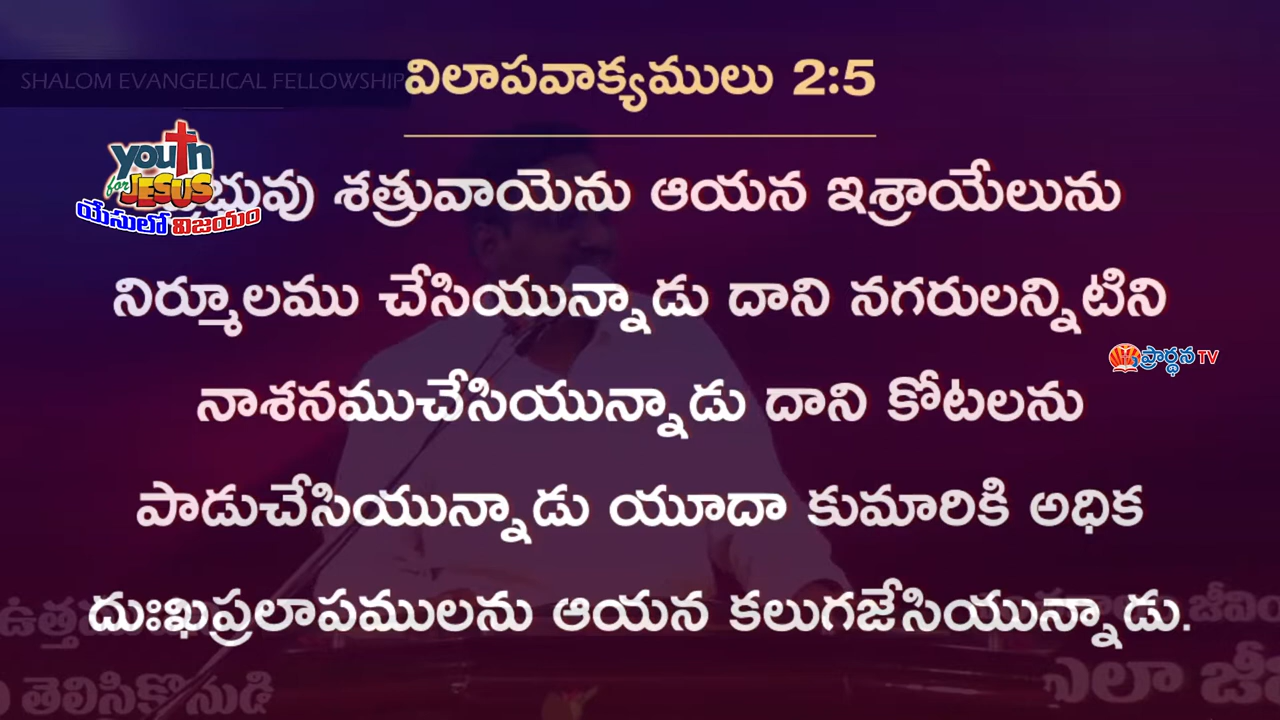 SHALOM EVANGELICAL FELLOWSHIP
విలాపవాక్యములు 2:5
youth
for JESUS
యేసులో విజయం
శత్రువాయెను ఆయన ఇశ్రాయేలును
నిర్మూలము చేసియున్నాడు దాని నగరులన్నిటిని
ప్రార్థన TV
నాశనముచేసియున్నాడు దాని కోటలను
పాడుచేసియున్నాడు యూదా కుమారికి అధిక
దుఃఖప్రలాపములను ఆయన కలుగజేసియున్నాడు.
తెలిసికొనుడి